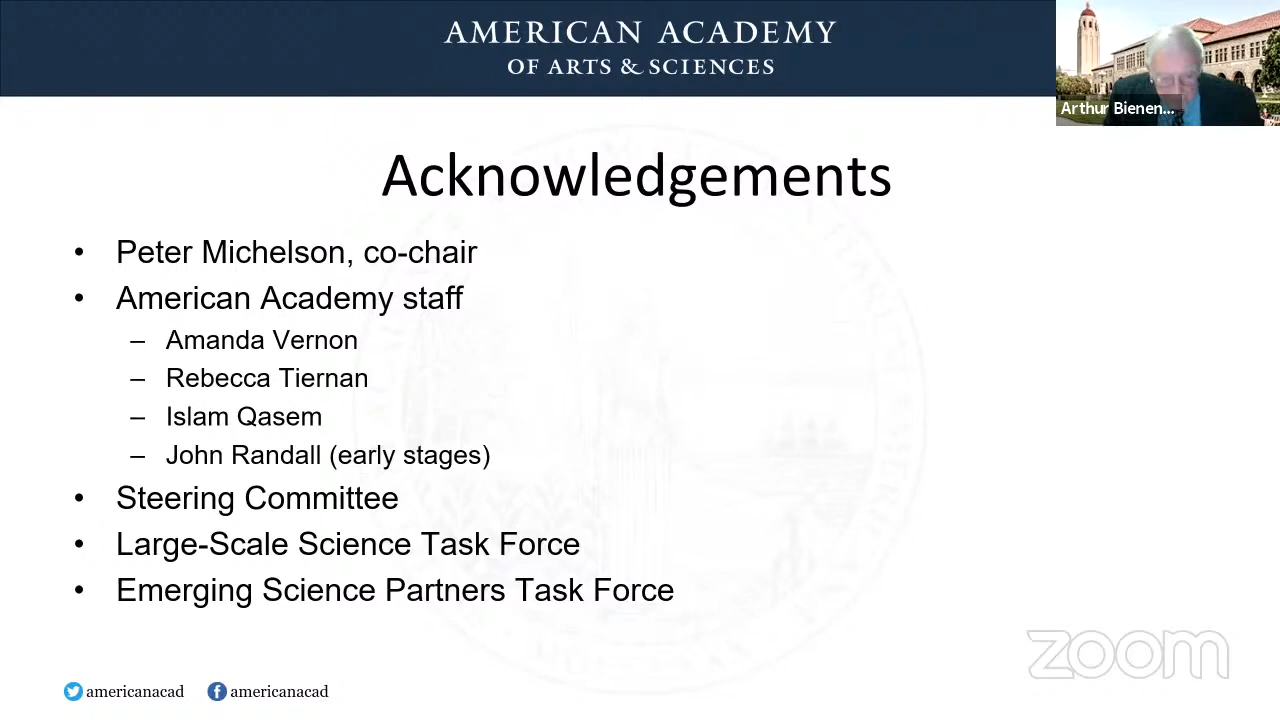 AMERICAN ACADEMY
OF ARTS & SCIENCES
Arthur Bienen...
Acknowledgements
• Peter Michelson, co-chair
• American Academy staff
– Amanda Vernon
– Rebecca Tiernan
– Islam Qasem
– John Randall (early stages)
• Steering Committee
• Large-Scale Science Task Force
• Emerging Science Partners Task Force
zoom
americanacad americanacad